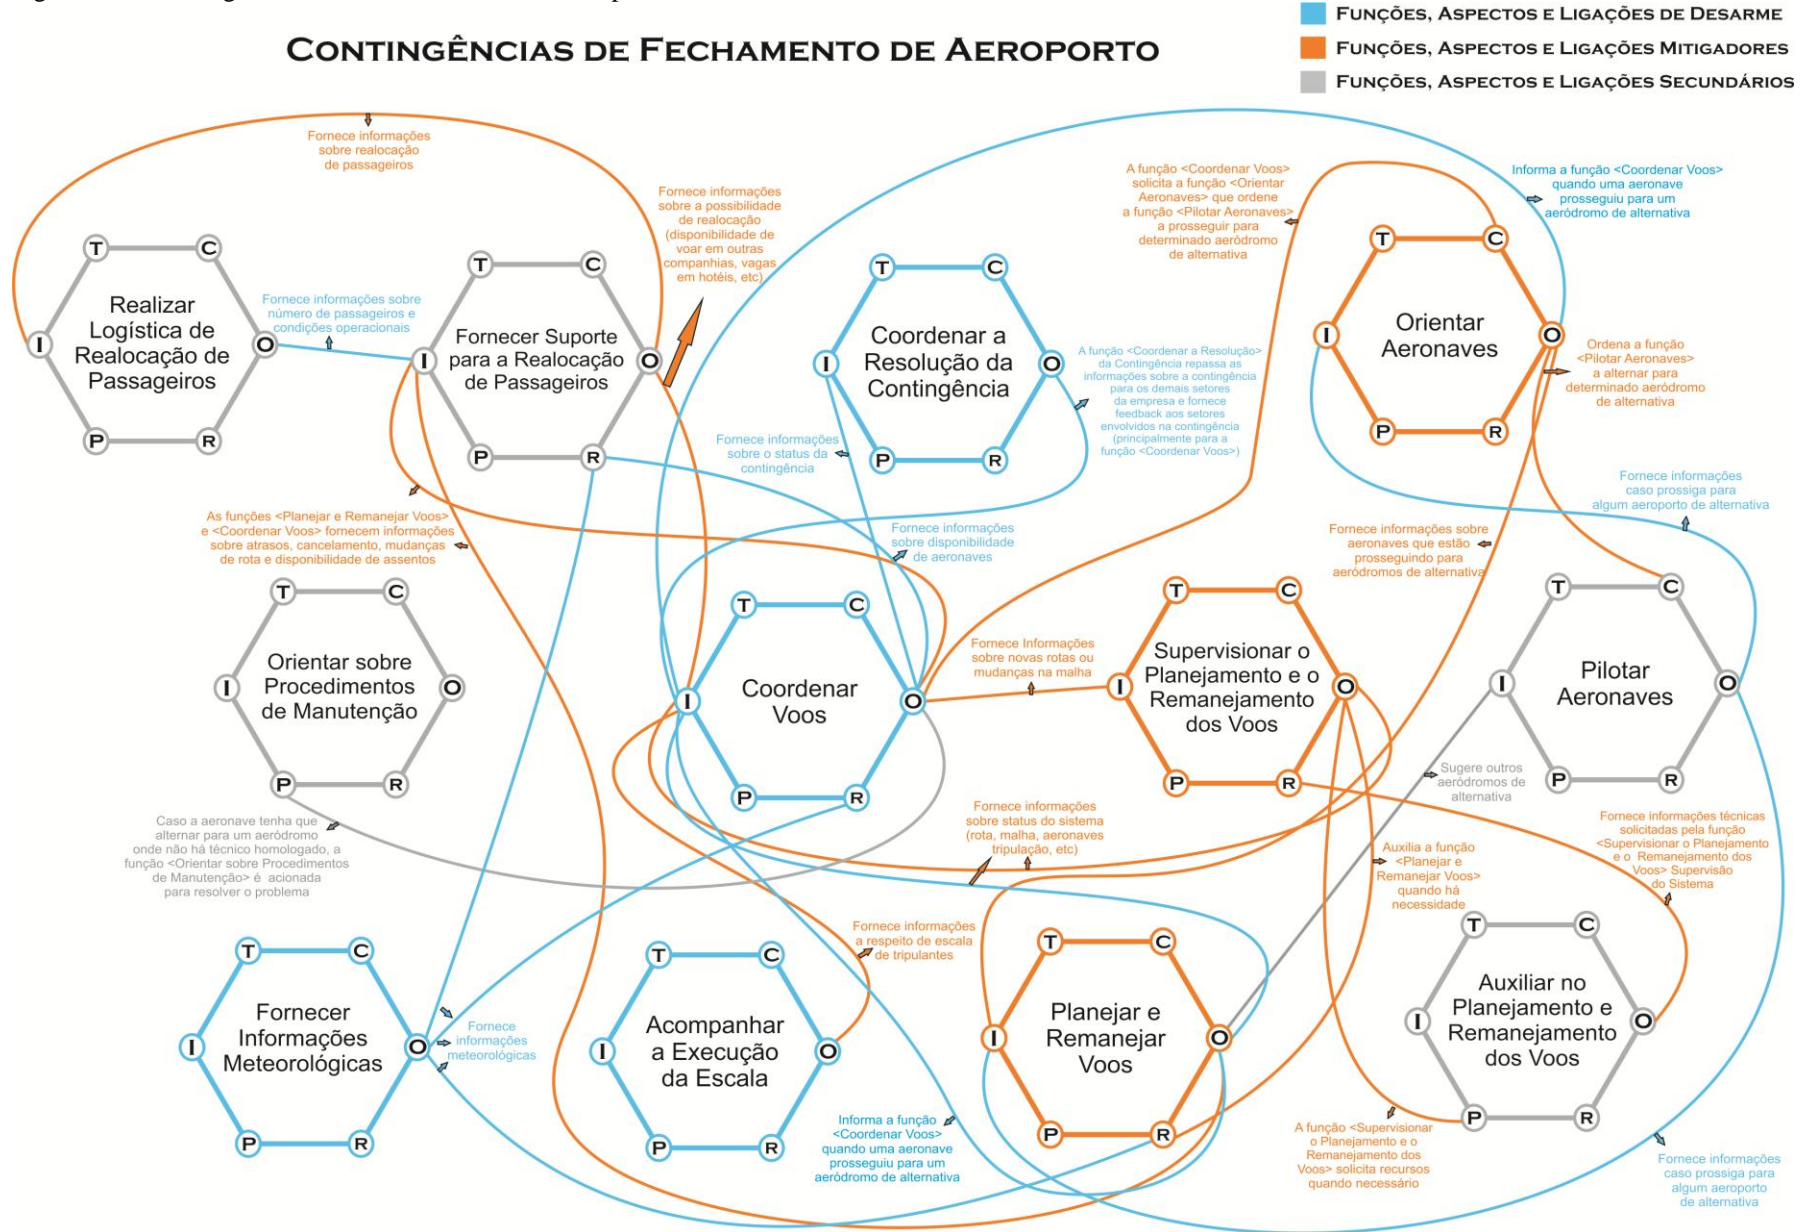 CONTINGÊNCIAS DE FECHAMENTO DE AEROPORTO
FUNÇÕES, ASPECTOS E LIGAÇÕES DE DESARME
FUNÇÕES, ASPECTOS E LIGAÇÕES MITIGADORES
FUNÇÕES, ASPECTOS E LIGAÇÕES SECUNDÁRIOS
Fornece informações
sobre realocação
de passageiros
Fornece informações
sobre a possibilidade
de realocação
(disponibilidade de
voar em outras
companhias, vagas
em hotéis, etc)
A função <Coordenar Voos>
solicita a função <Orientar
Aeronaves> que ordene
a função <Pilotar Aeronaves>
a prosseguir para
determinado aeródromo
de alternativa
Informa a função <Coordenar Voos>
quando uma aeronave
prosseguiu para um
aeródromo de alternativa
T
C
I
O
P
R
Realizar
Logística de
Realocação de
Passageiros
Fornece informações sobre
número de passageiros e
condições operacionais
T
C
I
O
P
R
Fornecer Suporte
para a Realocação
de Passageiros
T
C
I
O
P
R
Coordenar a
Resolução da
Contingência
A função <Coordenar a Resolução>
da Contingência repassa as
informações sobre a contingência
para os demais setores
da empresa e fornece
feedback aos setores
envolvidos na contingência
(principalmente para a
função <Coordenar Voos>)
T
C
I
O
P
R
Orientar
Aeronaves
Ordena a função
<Pilotar Aeronaves>
a alternar para
determinado aeródromo
de alternativa
Fornece informações
sobre o status da
contingência
Fornece informações
caso prossiga para
algum aeroporto de alternativa
As funções <Planejar e Remanejar Voos>
e <Coordenar Voos> fornecem informações
sobre atrasos, cancelamento, mudanças
de rota e disponibilidade de assentos
Fornece informações
sobre disponibilidade
de aeronaves
Fornece informações sobre
aeronaves que estão
prosseguindo para
aeródromos de alternativa
T
C
I
O
P
R
Orientar sobre
Procedimentos
de Manutenção
T
C
I
O
P
R
Coordenar
Voos
Fornece Informações
sobre novas rotas ou
mudanças na malha
T
C
I
O
P
R
Supervisionar o
Planejamento e o
Remanejamento
dos Voos
T
C
I
O
P
R
Pilotar
Aeronaves
Sugere outros
aeródromos de
alternativa
Caso a aeronave tenha que
alternar para um aeródromo
onde não há técnico homologado, a
função <Orientar sobre Procedimentos
de Manutenção> é acionada
para resolver o problema
Fornece informações
sobre status do sistema
(rota, malha, aeronaves
tripulação, etc)
Auxilia a função
<Planejar e
Remanejar Voos>
quando há
necessidade
Fornece informações técnicas
solicitadas pela função
<Supervisionar o Planejamento
e o Remanejamento dos
Voos> Supervisão
do Sistema
Fornece informações
a respeito de escala
de tripulantes
T
C
I
O
P
R
Fornecer
Informações
Meteorológicas
Fornece
informações
meteorológicas
T
C
I
O
P
R
Acompanhar
a Execução
da Escala
T
C
I
O
P
R
Planejar e
Remanejar
Voos
T
C
I
O
P
R
Auxiliar no
Planejamento e
Remanejamento
dos Voos
Informa a função
<Coordenar Voos>
quando uma aeronave
prosseguiu para um
aeródromo de alternativa
A função <Supervisionar
o Planejamento e o
Remanejamento dos
Voos> solicita recursos
quando necessário
Fornece informações
caso prossiga para
algum aeroporto
de alternativa